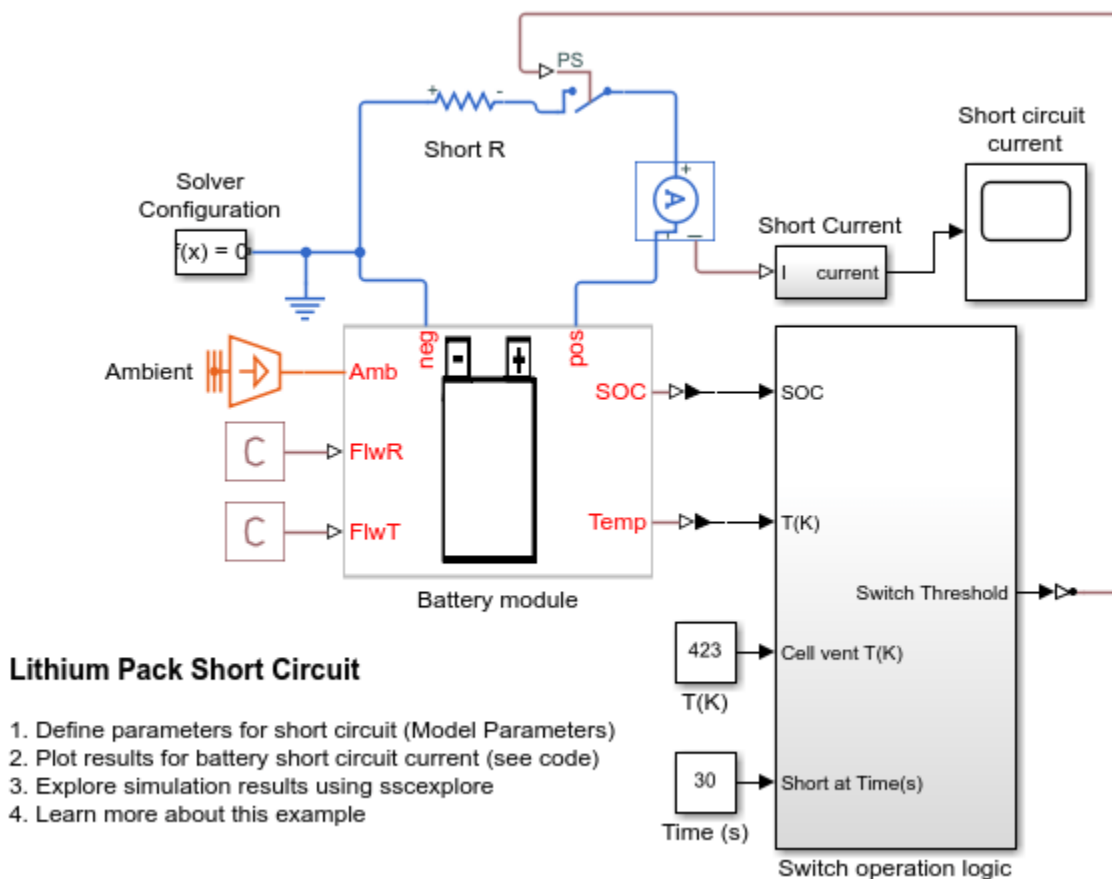 PS
+ -
Short R
Short circuit
current
Solver
Configuration
f(x) = 0
+
A
-
Short Current
I current
neg
pos
- +
Ambient
Amb
SOC
SOC
C
FlwR
C
FlwT
Temp
T(K)
Battery module
Switch Threshold
423
Cell vent T(K)
T(K)
Lithium Pack Short Circuit
1. Define parameters for short circuit (Model Parameters)
2. Plot results for battery short circuit current (see code)
3. Explore simulation results using sscexplore
4. Learn more about this example
30
Short at Time(s)
Time (s)
Switch operation logic